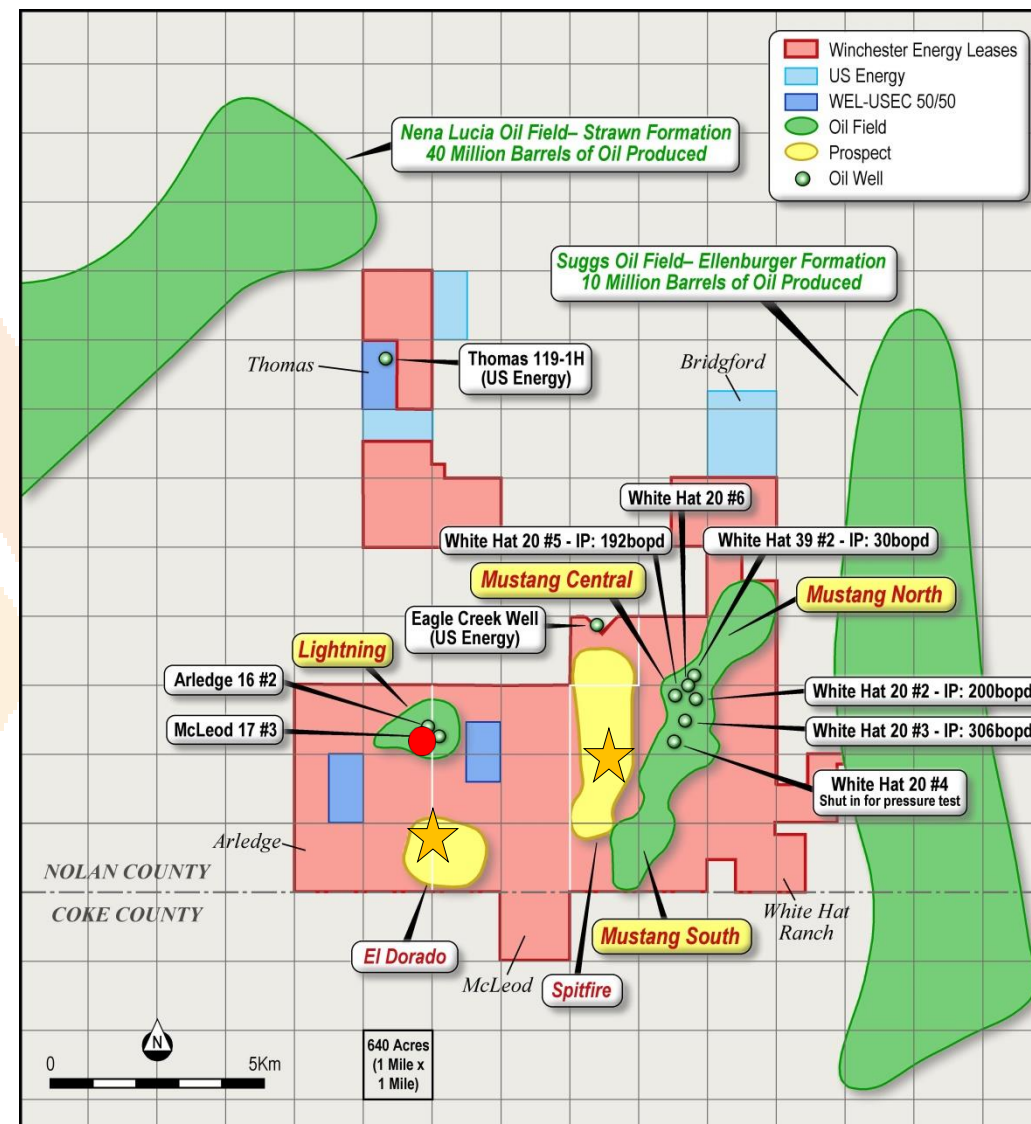 Winchester Energy Leases
US Energy
WEL-USEC 50/50
Oil Field
Prospect
Oil Well
Nena Lucia Oil Field– Strawn Formation
40 Million Barrels of Oil Produced
Suggs Oil Field– Ellenburger Formation
10 Million Barrels of Oil Produced
Thomas
Thomas 119-1H
(US Energy)
Bridgford
White Hat 20 #6
White Hat 20 #5 - IP: 192bopd
White Hat 39 #2 - IP: 30bopd
Mustang Central
Mustang North
Eagle Creek Well
(US Energy)
Lightning
Arledge 16 #2
White Hat 20 #2 - IP: 200bopd
McLeod 17 #3
White Hat 20 #3 - IP: 306bopd
White Hat 20 #4
Shut in for pressure test
Arledge
NOLAN COUNTY
COKE COUNTY
White Hat
Ranch
Mustang South
El Dorado
McLeod
Spitfire
N
0
5Km
640 Acres
(1 Mile x
1 Mile)